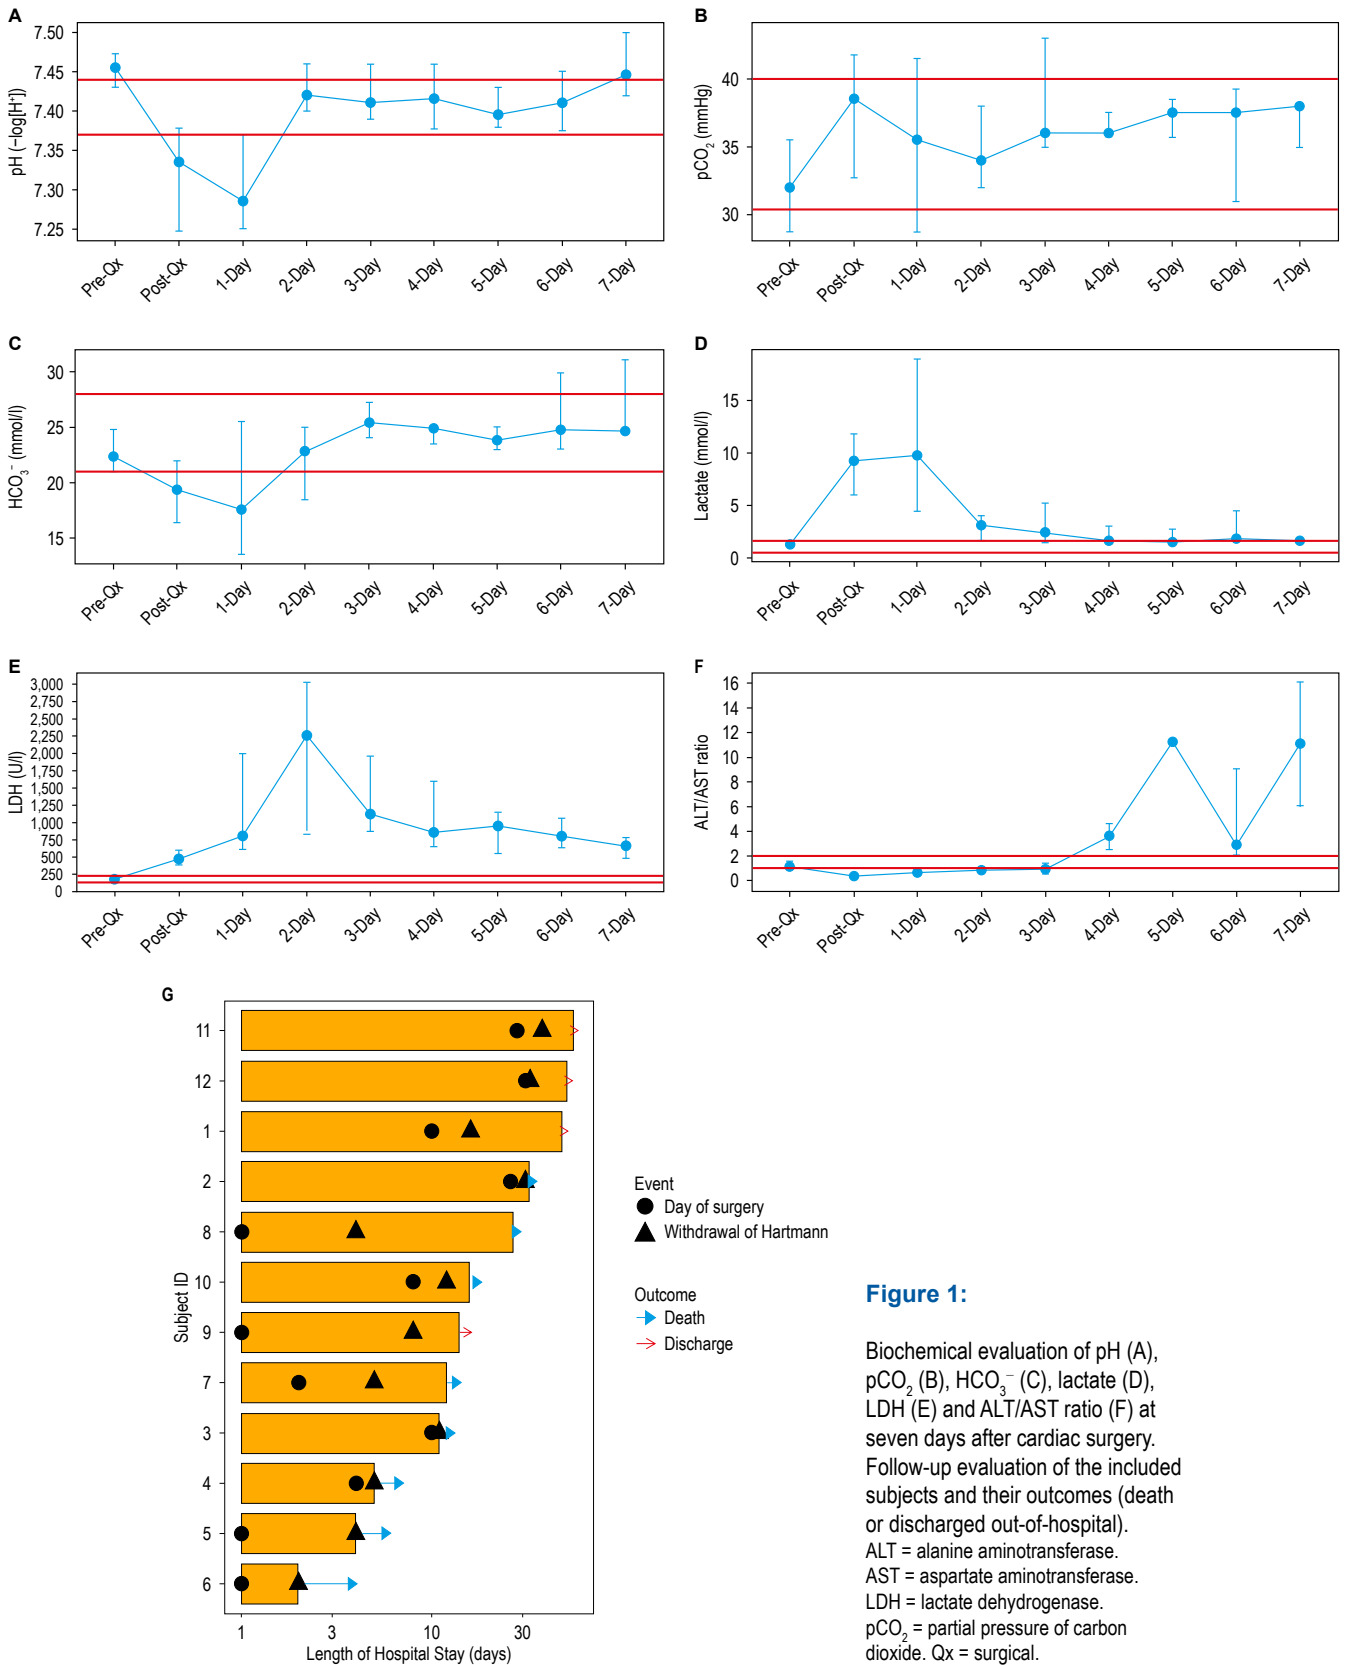 A
pH (−log[H⁺])
7.50
7.45
7.40
7.35
7.30
7.25
Pre-Qx
Post-Qx
1-Day
2-Day
3-Day
4-Day
5-Day
6-Day
7-Day
B
pCO₂ (mmHg)
40
35
30
Pre-Qx
Post-Qx
1-Day
2-Day
3-Day
4-Day
5-Day
6-Day
7-Day
C
HCO₃⁻ (mmol/l)
30
25
20
15
Pre-Qx
Post-Qx
1-Day
2-Day
3-Day
4-Day
5-Day
6-Day
7-Day
D
Lactate (mmol/l)
15
10
5
0
Pre-Qx
Post-Qx
1-Day
2-Day
3-Day
4-Day
5-Day
6-Day
7-Day
E
LDH (U/l)
3,000
2,750
2,500
2,250
2,000
1,750
1,500
1,250
1,000
750
500
250
0
Pre-Qx
Post-Qx
1-Day
2-Day
3-Day
4-Day
5-Day
6-Day
7-Day
F
ALT/AST ratio
16
14
12
10
8
6
4
2
0
Pre-Qx
Post-Qx
1-Day
2-Day
3-Day
4-Day
5-Day
6-Day
7-Day
G
Subject ID
11
12
1
2
8
10
9
7
3
4
5
6
1
3
10
30
Length of Hospital Stay (days)
Event
Day of surgery
Withdrawal of Hartmann
Outcome
Death
Discharge
Figure 1:
Biochemical evaluation of pH (A),
pCO₂ (B), HCO₃⁻ (C), lactate (D),
LDH (E) and ALT/AST ratio (F) at
seven days after cardiac surgery.
Follow-up evaluation of the included
subjects and their outcomes (death
or discharged out-of-hospital).
ALT = alanine aminotransferase.
AST = aspartate aminotransferase.
LDH = lactate dehydrogenase.
pCO₂ = partial pressure of carbon
dioxide. Qx = surgical.